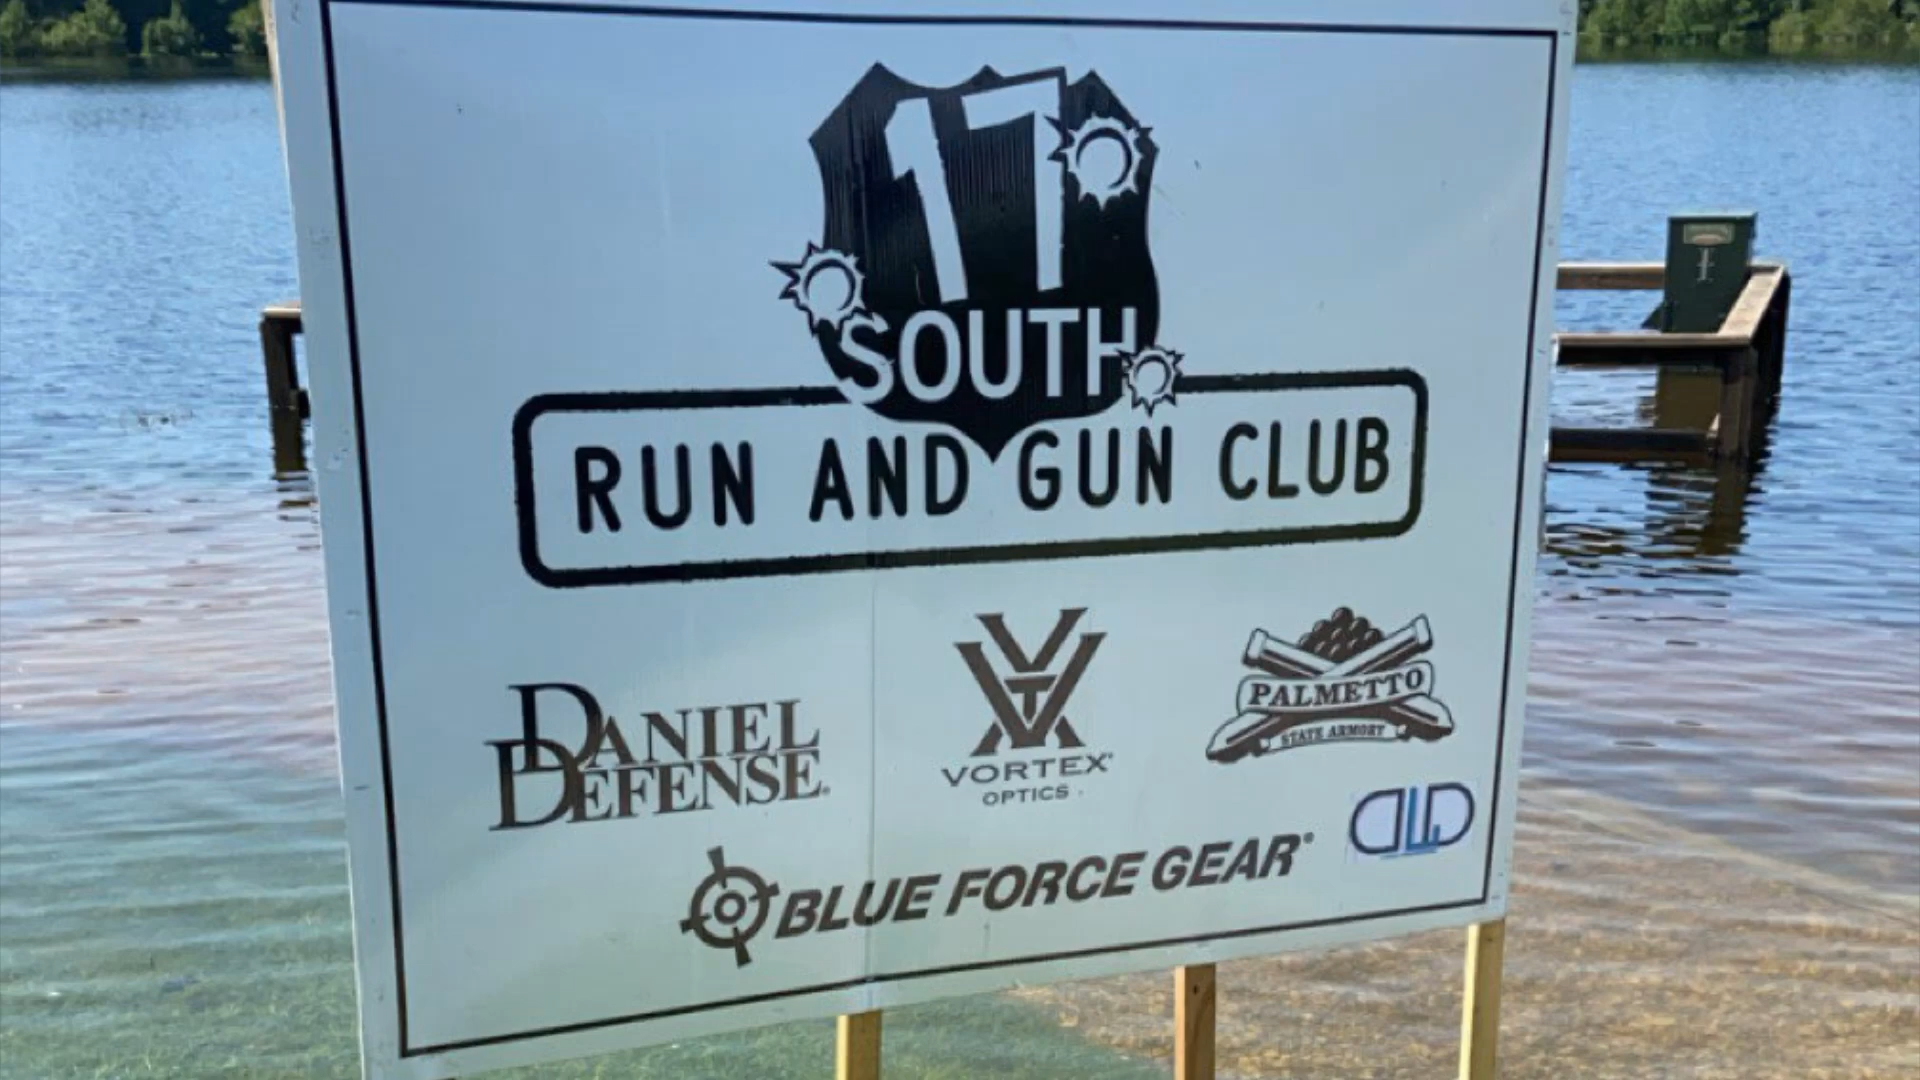 17
SOUTH
RUN AND GUN CLUB
DANIEL
DEFENSE®
VORTEX®
OPTICS
PALMETTO
STATE ARMORY
BLUE FORCE GEAR®